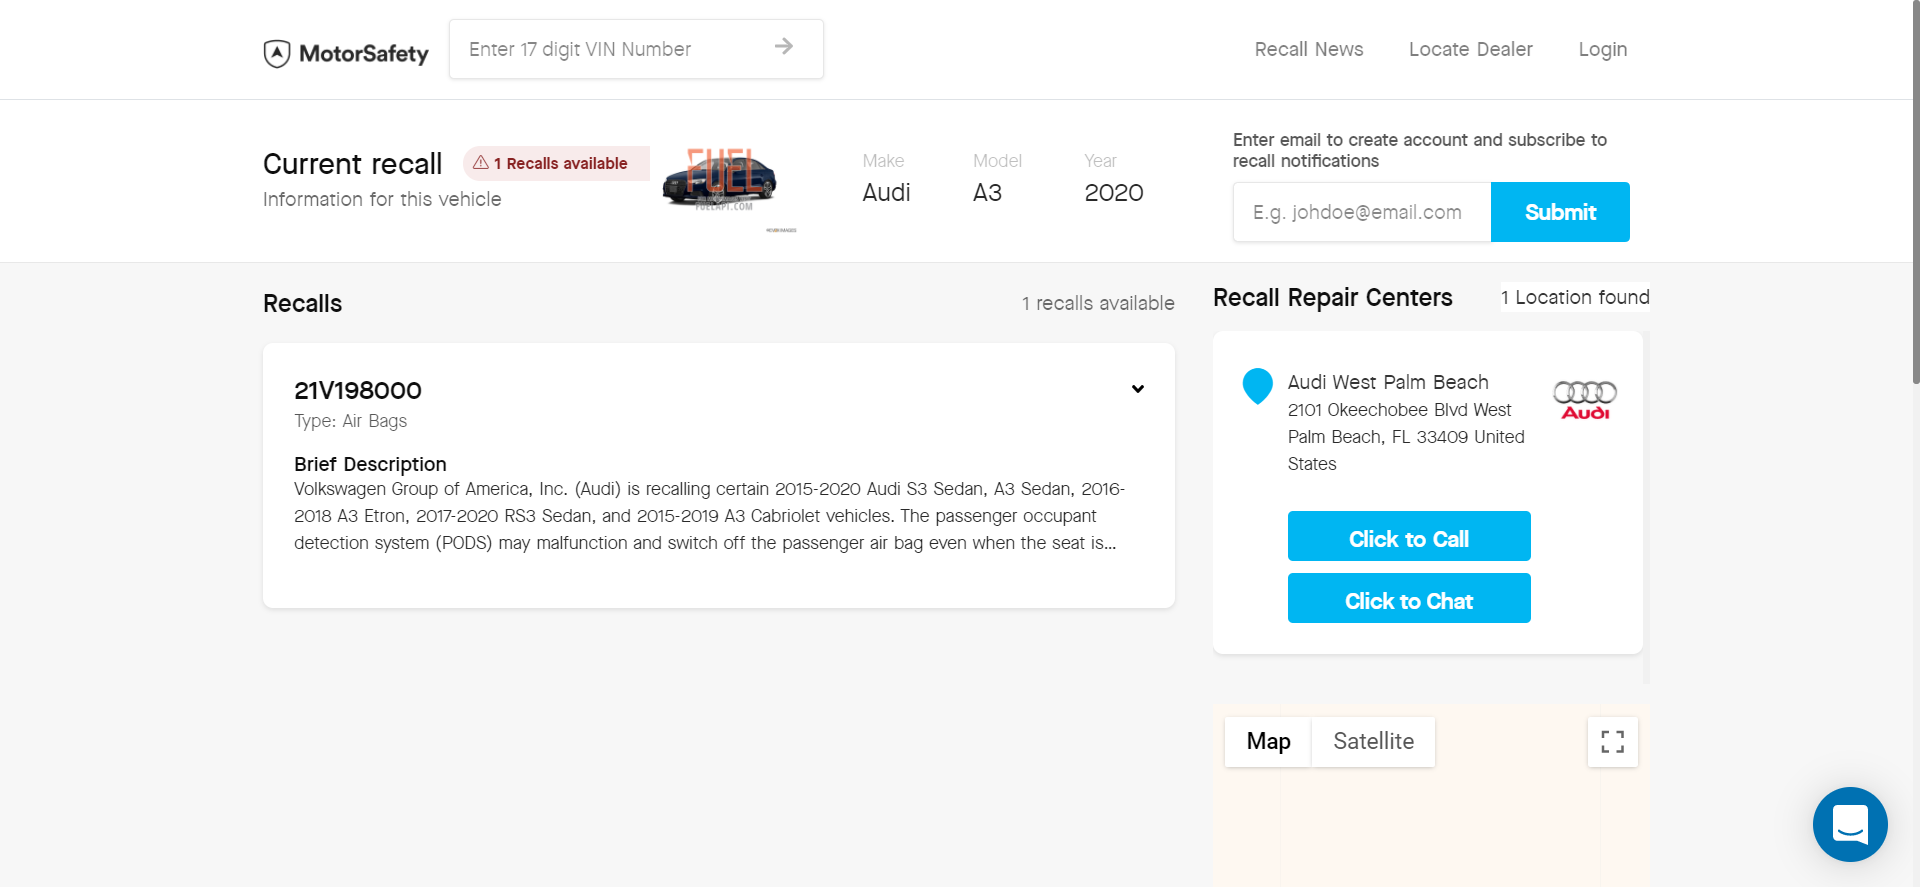 MotorSafety
Enter 17 digit VIN Number
Recall News
Locate Dealer
Login
Current recall
1 Recalls available
Information for this vehicle
FUEL
FUELAPI.COM
Make
Audi
Model
A3
Year
2020
Enter email to create account and subscribe to
recall notifications
E.g. johdoe@email.com
Submit
Recalls
1 recalls available
21V198000
Type: Air Bags
Brief Description
Volkswagen Group of America, Inc. (Audi) is recalling certain 2015-2020 Audi S3 Sedan, A3 Sedan, 2016-
2018 A3 Etron, 2017-2020 RS3 Sedan, and 2015-2019 A3 Cabriolet vehicles. The passenger occupant
detection system (PODS) may malfunction and switch off the passenger air bag even when the seat is...
Recall Repair Centers
1 Location found
Audi West Palm Beach
2101 Okeechobee Blvd West
Palm Beach, FL 33409 United
States
Audi
Click to Call
Click to Chat
Map
Satellite